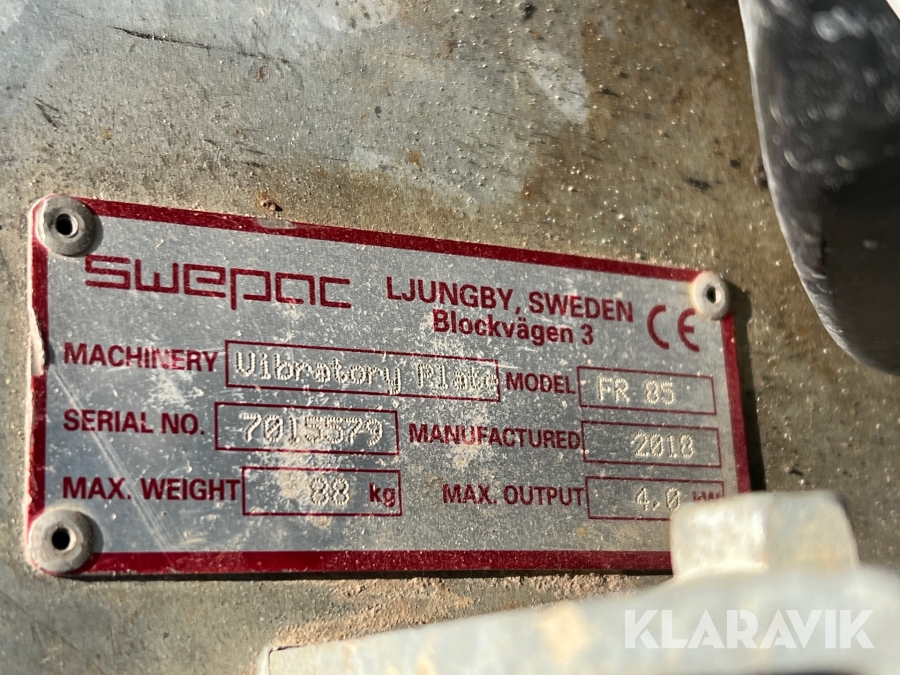 swepac
LJUNGBY, SWEDEN
Blockvägen 3
CE
MACHINERY Vibratory Plate MODEL FR 85
SERIAL NO. 7015579 MANUFACTURED 2018
MAX. WEIGHT 88 kg MAX. OUTPUT 4,0 kW
KLARAVIK